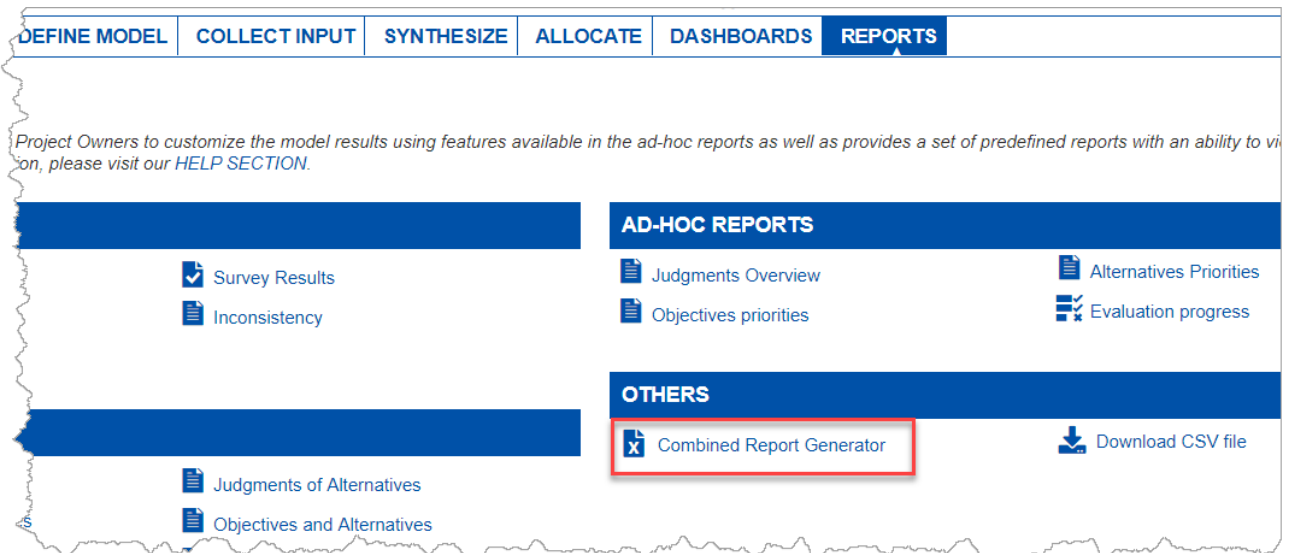 DEFINE MODEL COLLECT INPUT SYNTHESIZE ALLOCATE DASHBOARDS REPORTS
Project Owners to customize the model results using features available in the ad-hoc reports as well as provides a set of predefined reports with an ability to
please visit our HELP SECTION.
AD-HOC REPORTS
Survey Results
Inconsistency
Judgments Overview
Alternatives Priorities
Objectives priorities
Evaluation progress
OTHERS
Combined Report Generator
Download CSV file
Judgments of Alternatives
Objectives and Alternatives